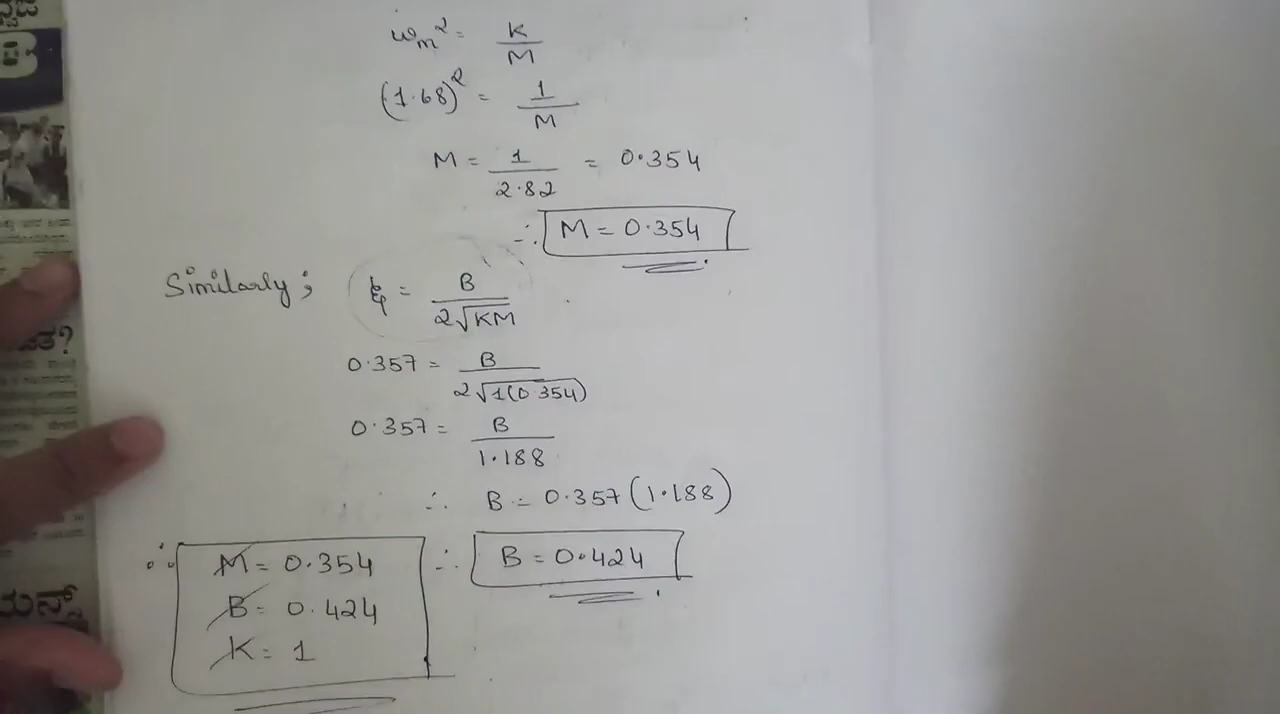 ω_m² = K/M
(1.68)² = 1/M
M = 1/2.82 = 0.354
∴ M = 0.354
Similarly; ξ = B/2√KM
0.357 = B/2√1(0.354)
0.357 = B/1.188
∴ B = 0.357(1.188)
∴ B = 0.424
∴ M = 0.354
B = 0.424
K = 1